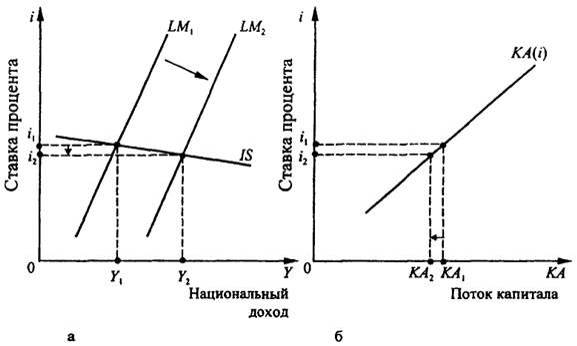 i
LM1
LM2
Ставка процента
i1
i2
IS
0
Y1
Y2
Y
Национальный
доход
а
i
KA(i)
Ставка процента
i1
i2
0
KA2
KA1
KA
Поток капитала
б